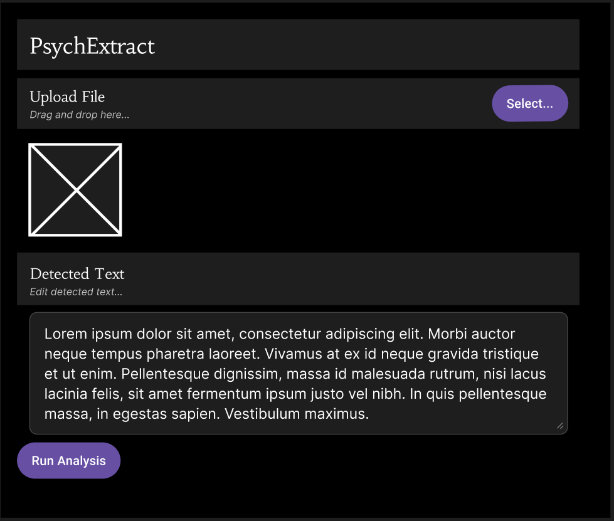 PsychExtract
Upload File
Drag and drop here...
Select...
Detected Text
Edit detected text...
Lorem ipsum dolor sit amet, consectetur adipiscing elit. Morbi auctor
neque tempus pharetra laoreet. Vivamus at ex id neque gravida tristique
et ut enim. Pellentesque dignissim, massa id malesuada rutrum, nisi lacus
lacinia felis, sit amet fermentum ipsum justo vel nibh. In quis pellentesque
massa, in egestas sapien. Vestibulum maximus.
Run Analysis